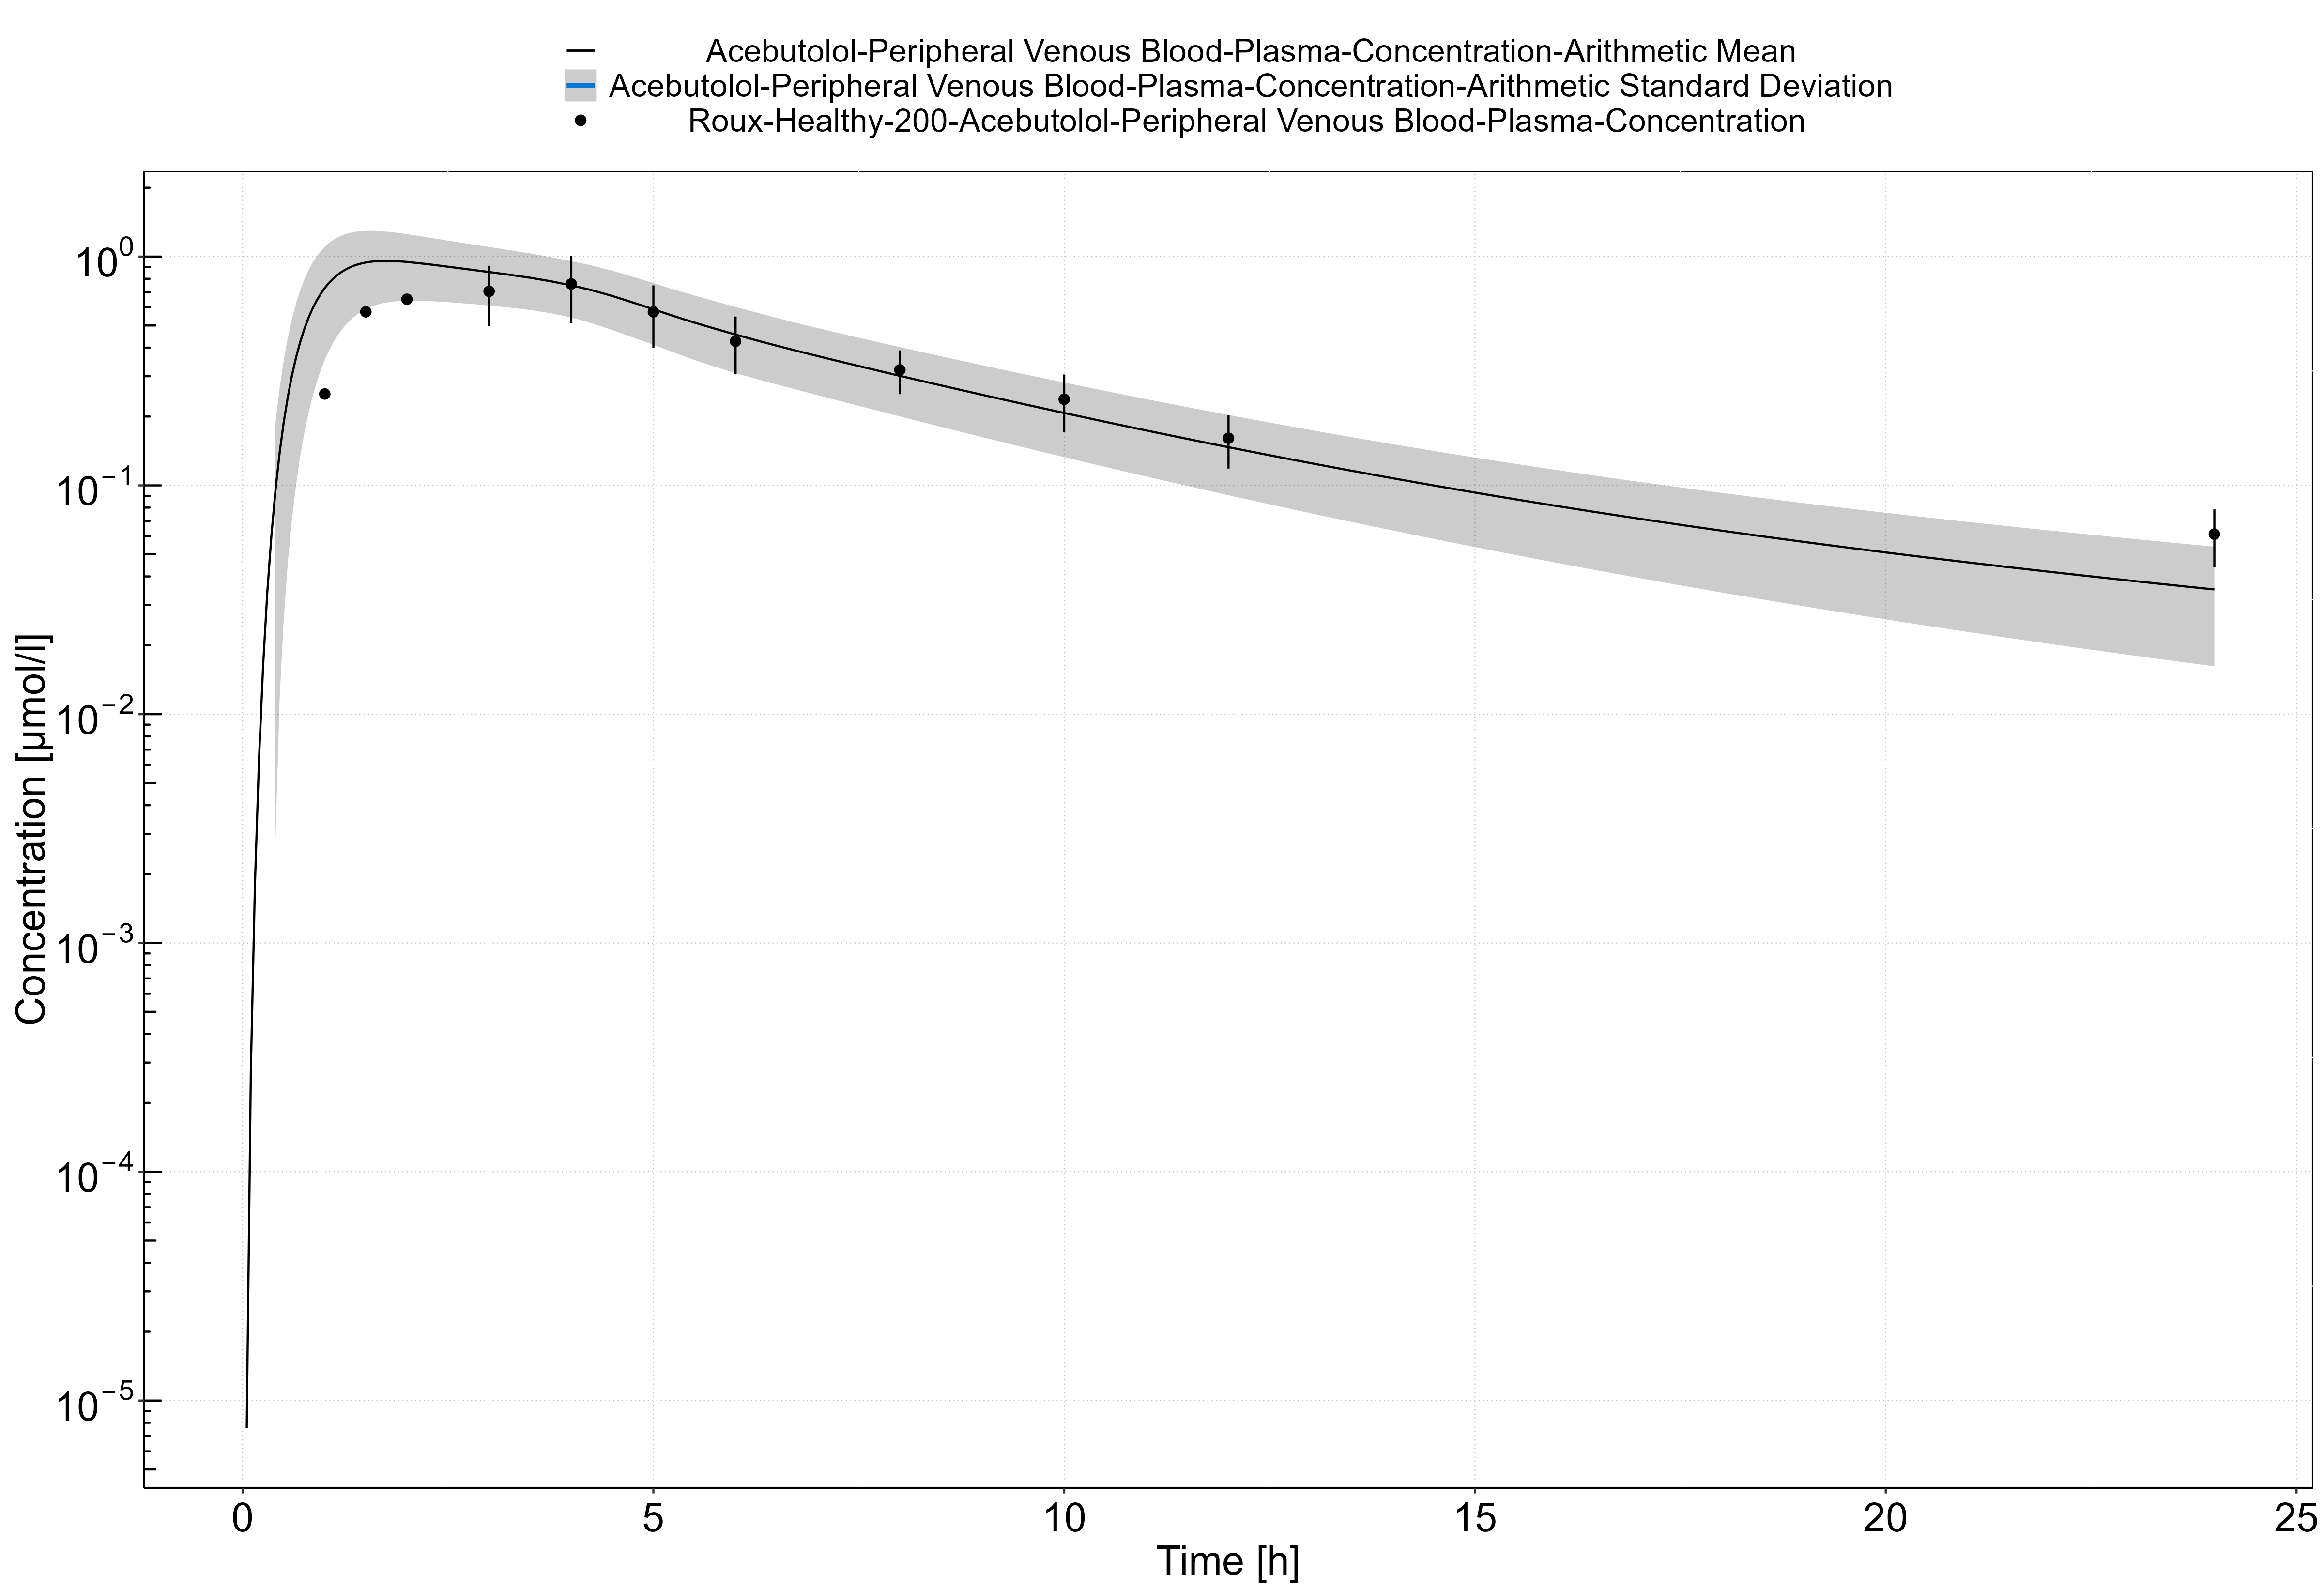 Acebutolol-Peripheral Venous Blood-Plasma-Concentration-Arithmetic Mean
Acebutolol-Peripheral Venous Blood-Plasma-Concentration-Arithmetic Standard Deviation
Roux-Healthy-200-Acebutolol-Peripheral Venous Blood-Plasma-Concentration
Concentration [µmol/l]
10⁰
10⁻¹
10⁻²
10⁻³
10⁻⁴
10⁻⁵
0 5 10 15 20 25
Time [h]